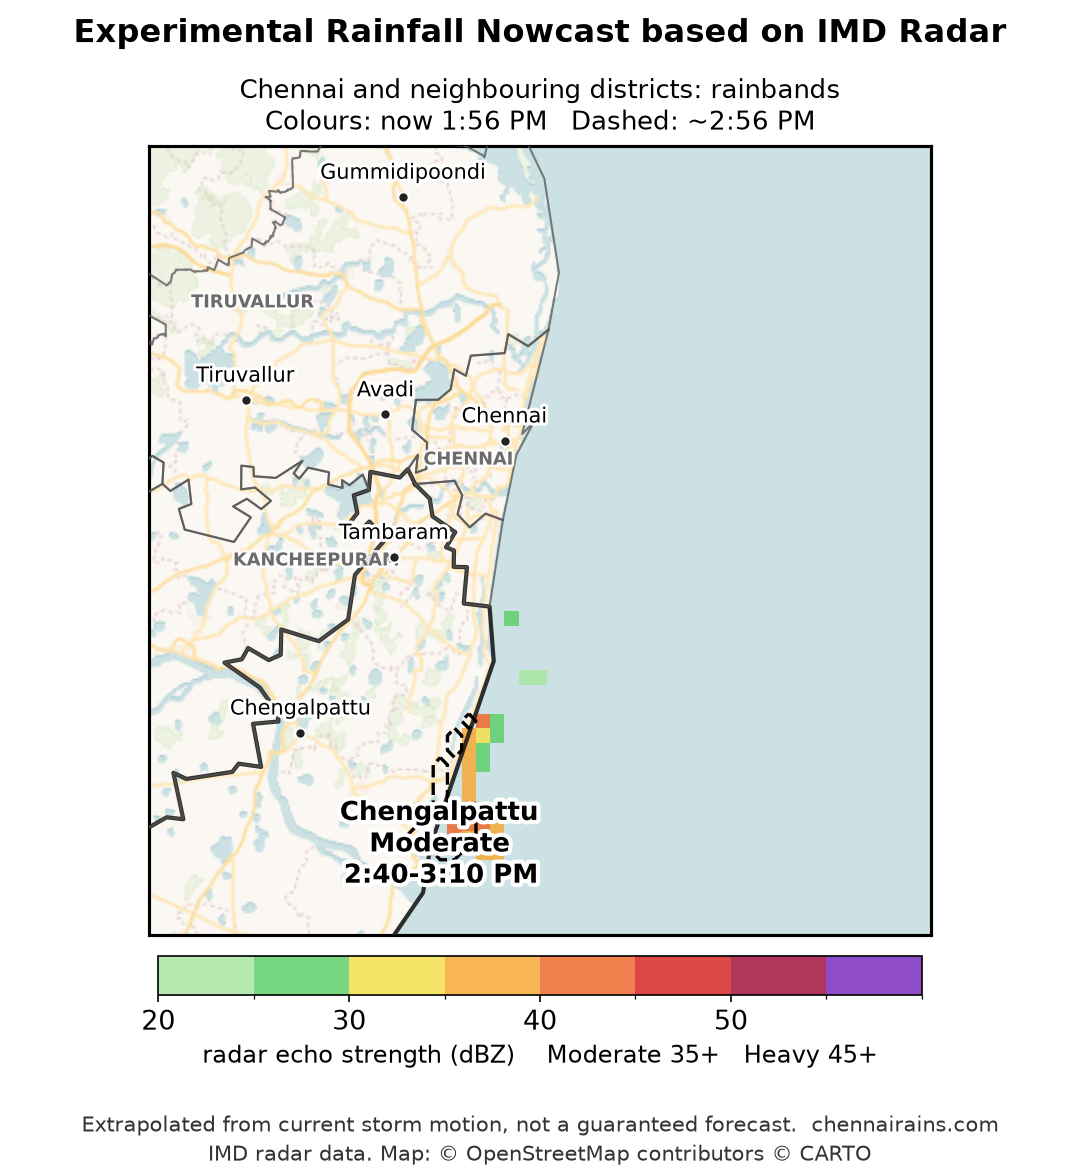 Experimental Rainfall Nowcast based on IMD Radar
Chennai and neighbouring districts: rainbands
Colours: now 1:56 PM   Dashed: ~2:56 PM
Gummidipoondi
TIRUVALLUR
Tiruvallur
Avadi
Chennai
CHENNAI
Tambaram
KANCHEEPURAM
Chengalpattu
Chengalpattu
Moderate
2:40-3:10 PM
20 30 40 50
radar echo strength (dBZ)    Moderate 35+   Heavy 45+
Extrapolated from current storm motion, not a guaranteed forecast.  chennairains.com
IMD radar data. Map: © OpenStreetMap contributors © CARTO